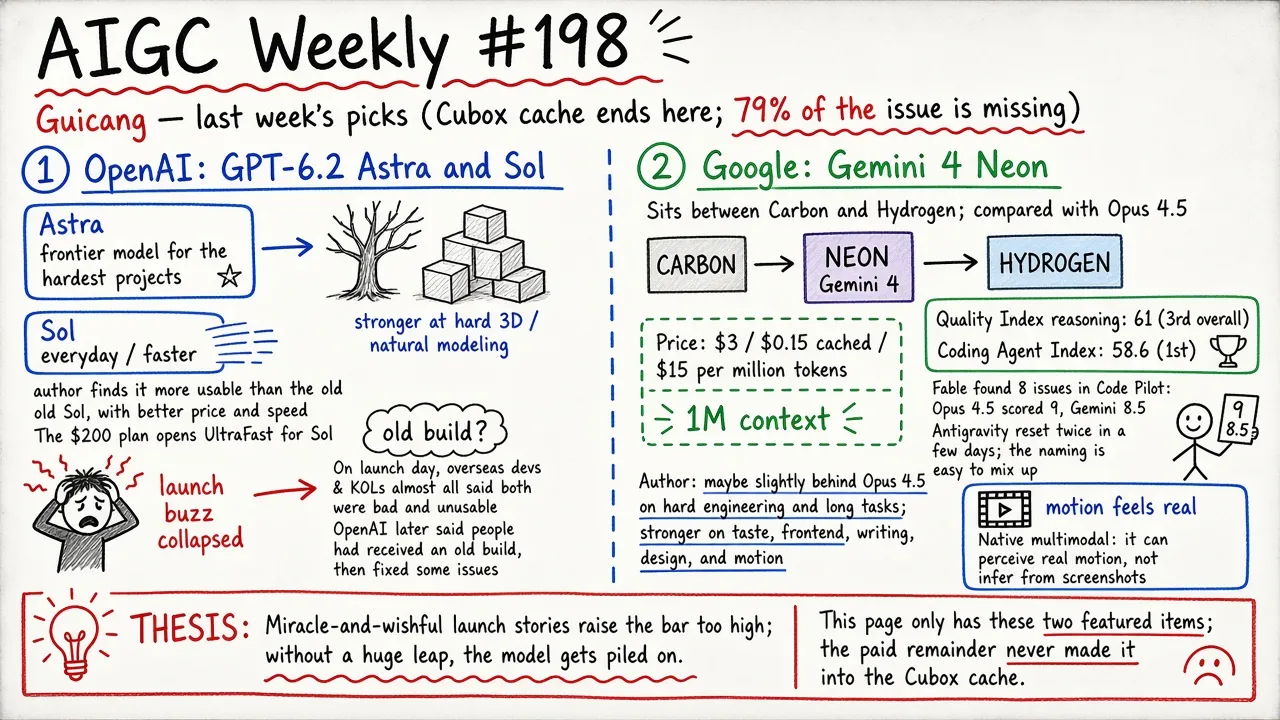 AIGC Weekly #198
Guicang — last week's picks (Cubox cache ends here; 79% of the issue is missing)
1 OpenAI: GPT-6.2 Astra and Sol
Astra
frontier model for the
hardest projects
stronger at hard 3D /
natural modeling
Sol
everyday / faster
author finds it more usable than the old
old Sol, with better price and speed
The $200 plan opens UltraFast for Sol
launch
buzz
collapsed
old build?
On launch day, overseas devs
& KOLs almost all said both
were bad and unusable
OpenAI later said people
had received an old build,
then fixed some issues
2 Google: Gemini 4 Neon
Sits between Carbon and Hydrogen; compared with Opus 4.5
CARBON
NEON
Gemini 4
HYDROGEN
Price: $3 / $0.15 cached /
$15 per million tokens
1M context
Quality Index reasoning: 61 (3rd overall)
Coding Agent Index: 58.6 (1st)
Fable found 8 issues in Code Pilot:
Opus 4.5 scored 9, Gemini 8.5
Antigravity reset twice in a
few days; the naming is
easy to mix up
9
8.5
Author: maybe slightly behind Opus 4.5
on hard engineering and long tasks;
stronger on taste, frontend, writing,
design, and motion
motion feels real
Native multimodal: it can
perceive real motion, not
infer from screenshots
THESIS: Miracle-and-wishful launch stories raise the bar too high;
without a huge leap, the model gets piled on.
This page only has these two featured items;
the paid remainder never made it
into the Cubox cache.